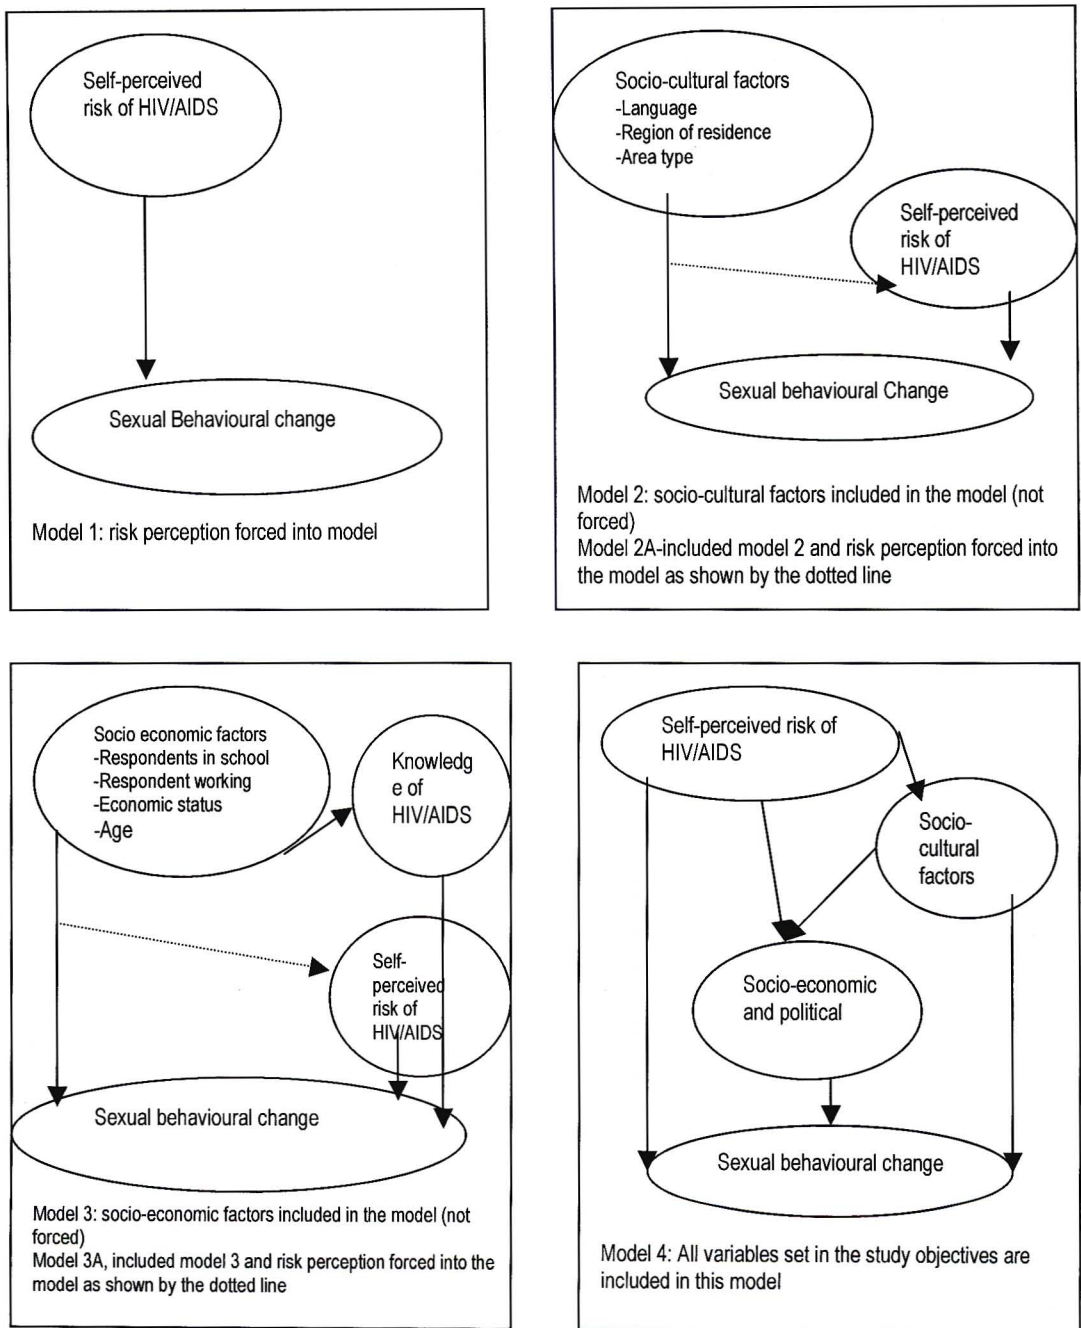 Self-perceived
risk of HIV/AIDS
Sexual Behavioural change
Model 1: risk perception forced into model
Socio-cultural factors
-Language
-Region of residence
-Area type
Self-perceived
risk of
HIV/AIDS
Sexual behavioural Change
Model 2: socio-cultural factors included in the model (not
forced)
Model 2A-included model 2 and risk perception forced into
the model as shown by the dotted line
Socio economic factors
-Respondents in school
-Respondent working
-Economic status
-Age
Knowledg
e of
HIV/AIDS
Self-
perceived
risk of
HIV/AIDS
Sexual behavioural change
Model 3: socio-economic factors included in the model (not
forced)
Model 3A, included model 3 and risk perception forced into the
model as shown by the dotted line
Self-perceived risk of
HIV/AIDS
Socio-
cultural
factors
Socio-economic
and political
Sexual behavioural change
Model 4: All variables set in the study objectives are
included in this model